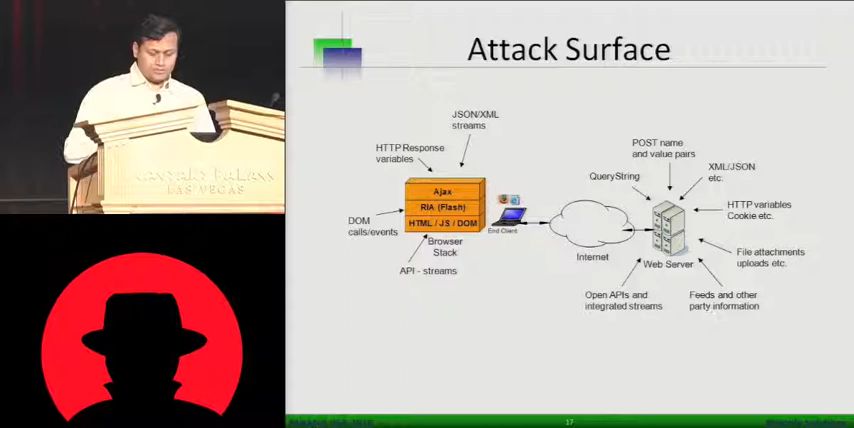 Attack Surface
JSON/XML
streams
HTTP Response
variables
Ajax
RIA (Flash)
HTML / JS / DOM
DOM
calls/events
Browser
Stack
API - streams
End Client
Internet
POST name
and value pairs
QueryString
XML/JSON
etc.
HTTP variables
Cookie etc.
Web Server
File attachments
uploads etc.
Open APIs and
integrated streams
Feeds and other
party information
LAS VEGAS
17